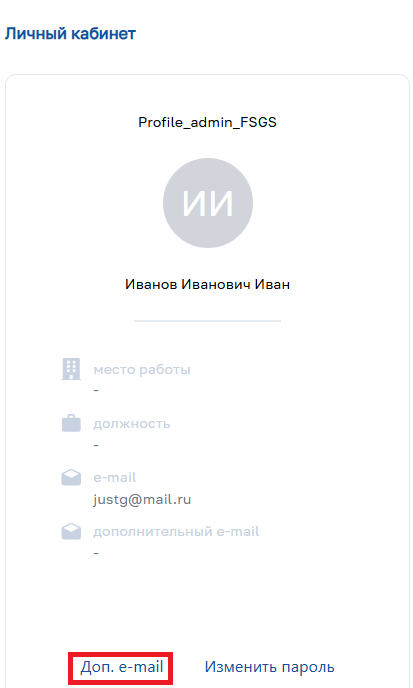 Личный кабинет
Profile_admin_FSGS
ИИ
Иванов Иванович Иван
место работы
-
должность
-
e-mail
justg@mail.ru
дополнительный e-mail
-
Доп. e-mail Изменить пароль